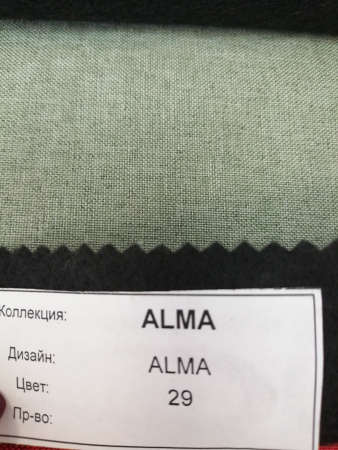 Коллекция: ALMA
Дизайн: ALMA
Цвет: 29
Пр-во: